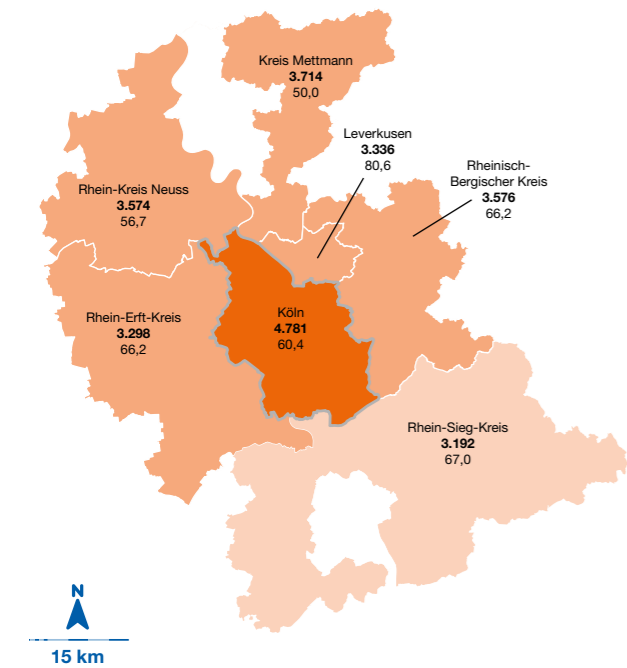 Kreis Mettmann
3.714
50,0
Leverkusen
3.336
80,6
Rheinisch-
Bergischer Kreis
3.576
66,2
Rhein-Kreis Neuss
3.574
56,7
Rhein-Erft-Kreis
3.298
66,2
Köln
4.781
60,4
Rhein-Sieg-Kreis
3.192
67,0
N
15 km